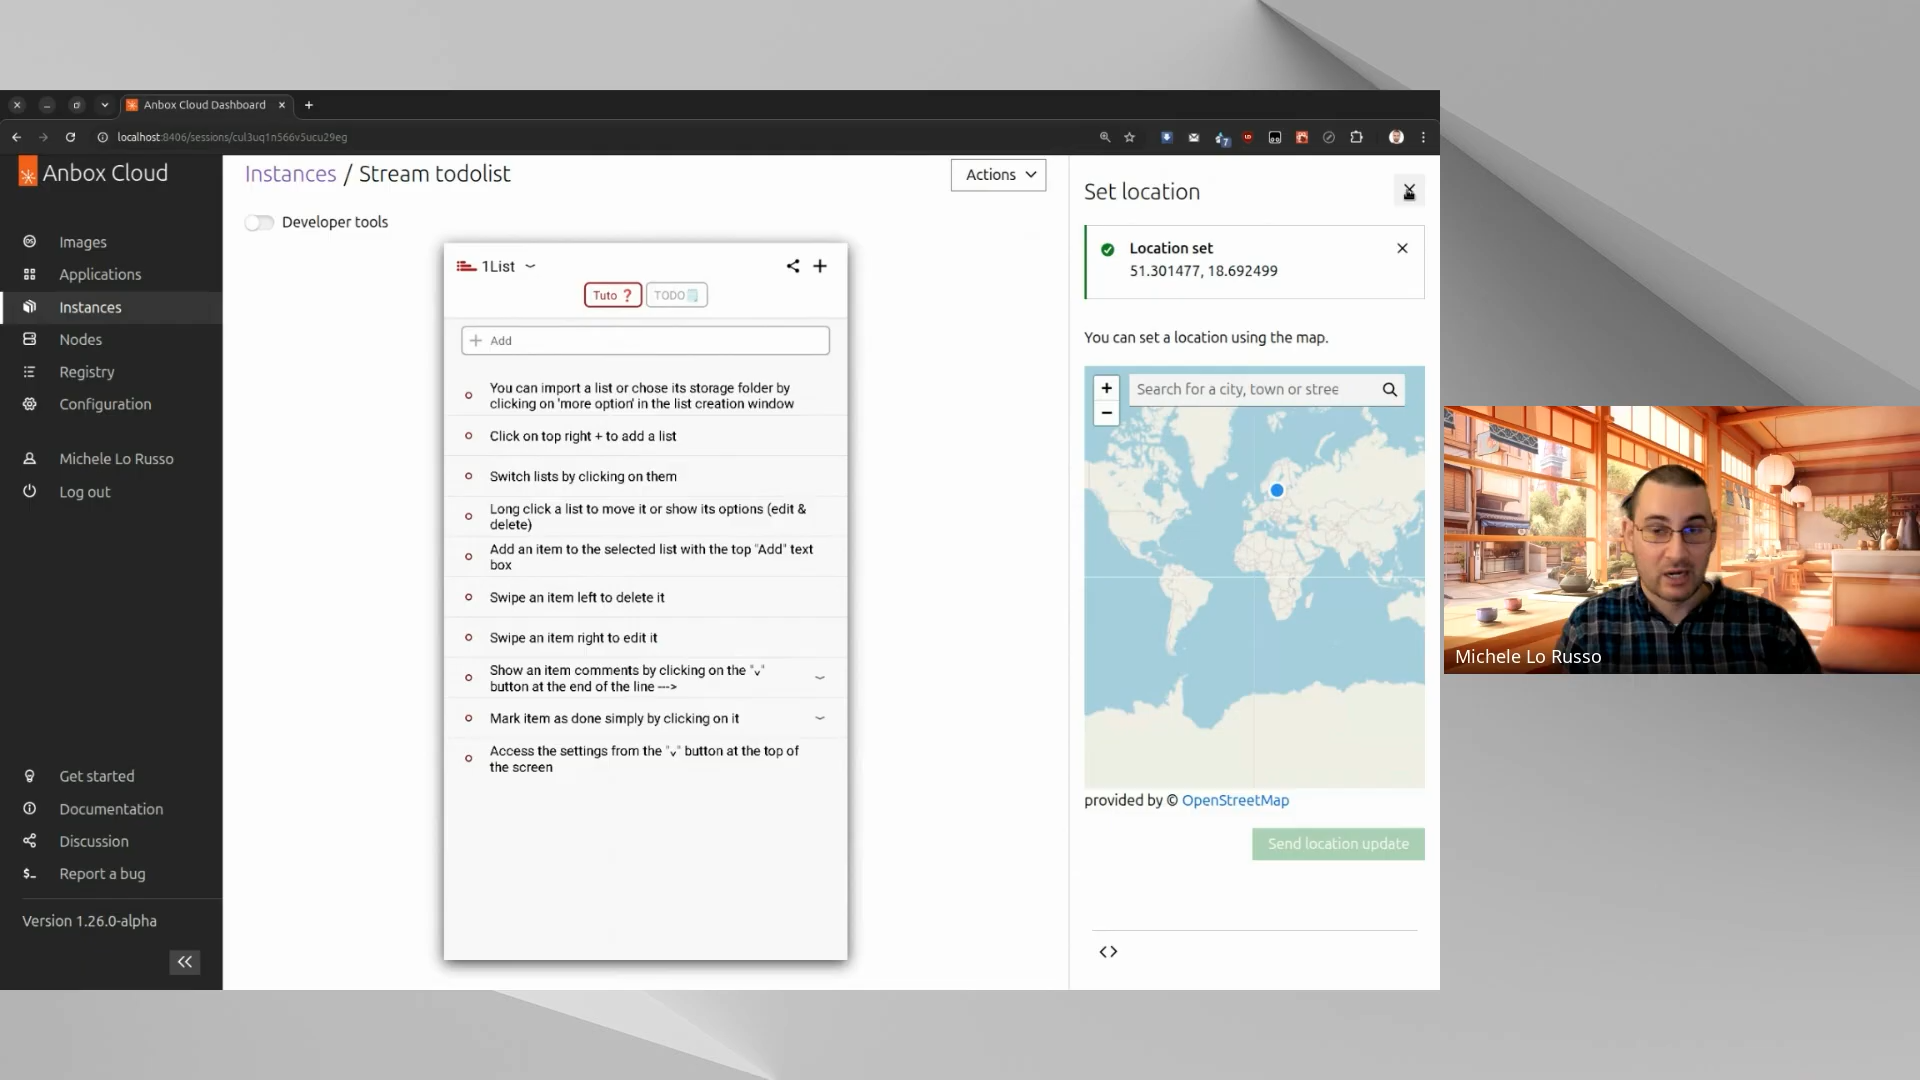 Anbox Cloud Dashboard
localhost:8406/sessions/cul3uq1n566v5ucu29eg
7
Anbox Cloud
Images
Applications
Instances
Nodes
Registry
Configuration
Michele Lo Russo
Log out
Get started
Documentation
Discussion
Report a bug
Version 1.26.0-alpha
Instances / Stream todolist
Actions
Developer tools
1List
Tuto ❓
TODO
+ Add
You can import a list or chose its storage folder by
clicking on 'more option' in the list creation window
Click on top right + to add a list
Switch lists by clicking on them
Long click a list to move it or show its options (edit &
delete)
Add an item to the selected list with the top "Add" text
box
Swipe an item left to delete it
Swipe an item right to edit it
Show an item comments by clicking on the "⌄"
button at the end of the line --->
Mark item as done simply by clicking on it
Access the settings from the "⌄" button at the top of
the screen
Set location
Location set
51.301477, 18.692499
You can set a location using the map.
+
Search for a city, town or stree
−
provided by © OpenStreetMap
Send location update
Michele Lo Russo